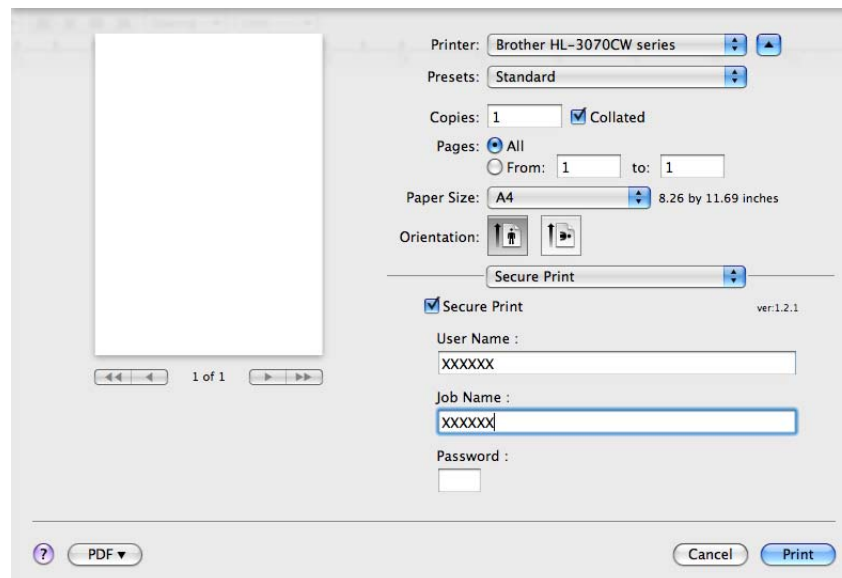 Printer: Brother HL-3070CW series
Presets: Standard
Copies: 1 Collated
Pages: All
From: 1 to: 1
Paper Size: A4 8.26 by 11.69 inches
Orientation:
Secure Print
Secure Print ver:1.2.1
User Name :
XXXXXX
Job Name :
XXXXXX
Password :
1 of 1
? PDF▼ Cancel Print